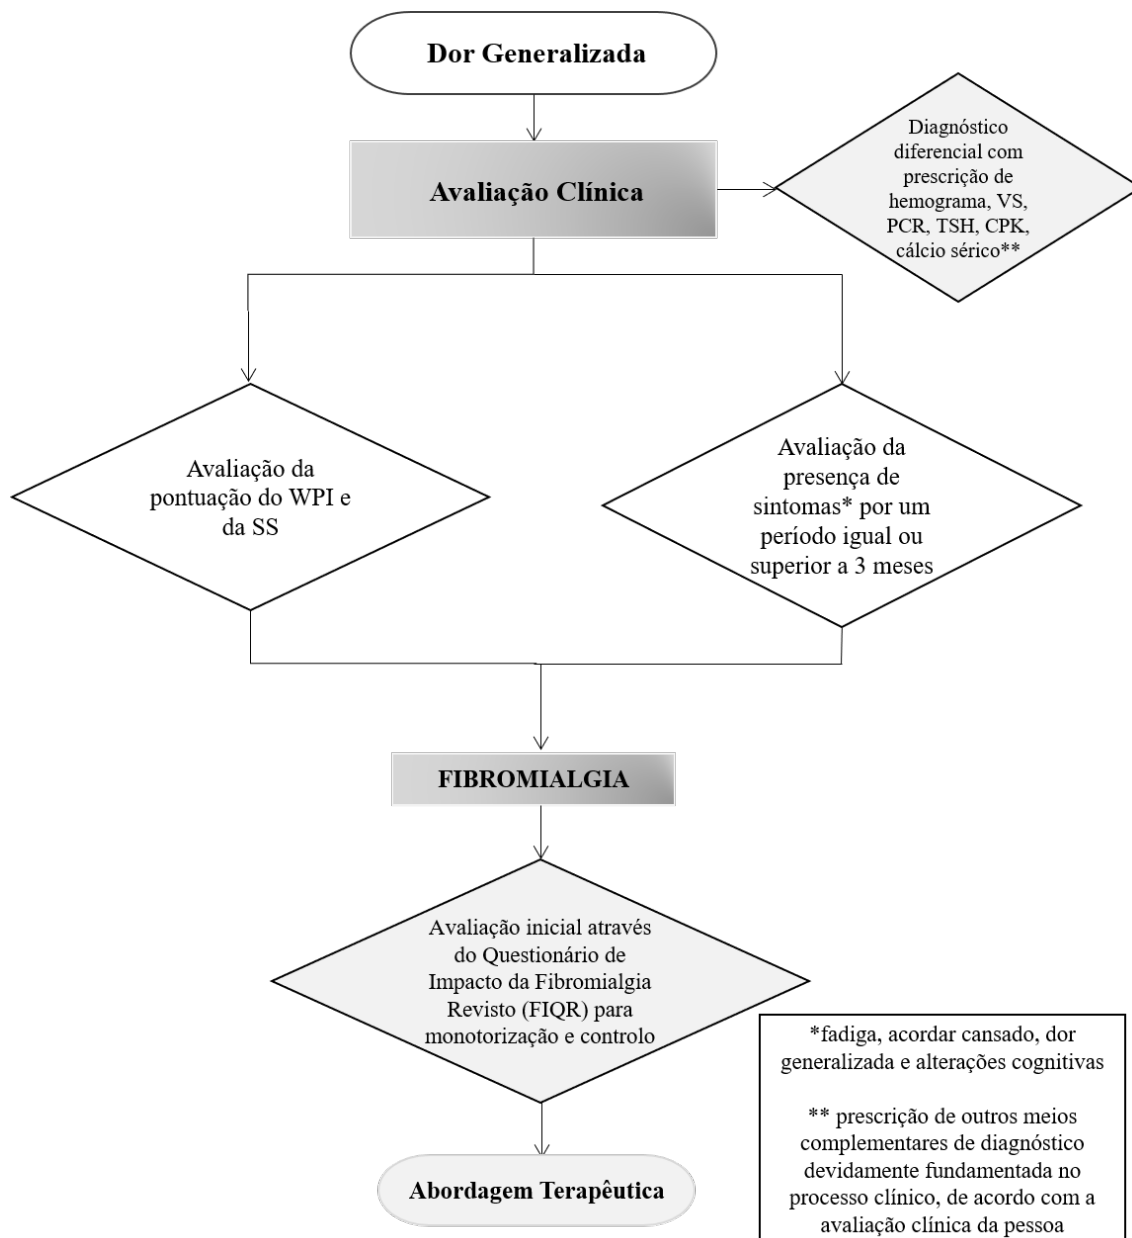 Dor Generalizada
Avaliação Clínica
Diagnóstico
diferencial com
prescrição de
hemograma, VS,
PCR, TSH, CPK,
cálcio sérico**
Avaliação da
pontuação do WPI e
da SS
Avaliação da
presença de
sintomas* por um
período igual ou
superior a 3 meses
FIBROMIALGIA
Avaliação inicial através
do Questionário de
Impacto da Fibromialgia
Revisto (FIQR) para
monotorização e controlo
Abordagem Terapêutica
*fadiga, acordar cansado, dor
generalizada e alterações cognitivas
** prescrição de outros meios
complementares de diagnóstico
devidamente fundamentada no
processo clínico, de acordo com a
avaliação clínica da pessoa